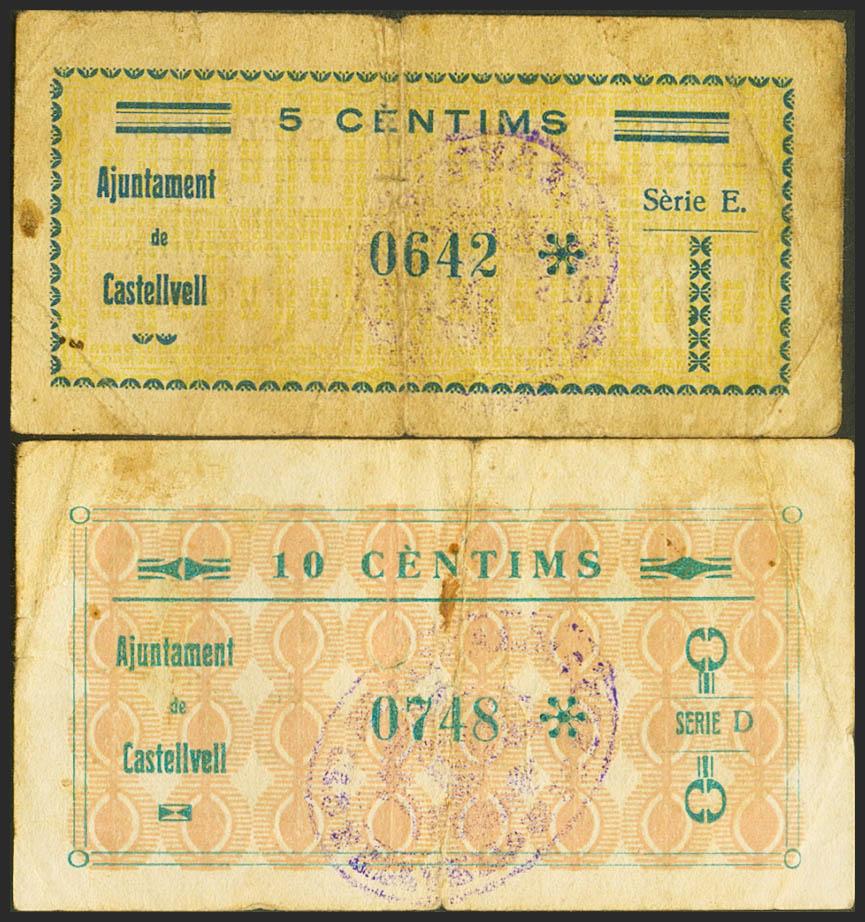 5 CÈNTIMS
Ajuntament
de
Castellvell
0642 *
Sèrie E.
10 CÈNTIMS
Ajuntament
de
Castellvell
0748 *
SERIE D